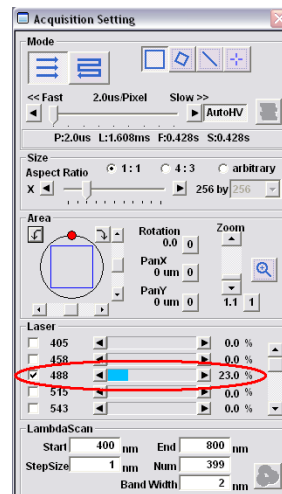 Acquisition Setting
Mode
<< Fast 2.0us/Pixel Slow >>
AutoHV
P:2.0us L:1.608ms F:0.428s S:0.428s
Size
Aspect Ratio 1:1 4:3 arbitrary
X 256 by 256
Area
Rotation Zoom
0.0 0
PanX
0 um 0
PanY
0 um 0 1.1 1
Laser
405 0.0 %
458 0.0 %
488 23.0 %
515 0.0 %
543 0.0 %
LambdaScan
Start 400 nm End 800 nm
StepSize 1 nm Num 399
Band Width 2 nm